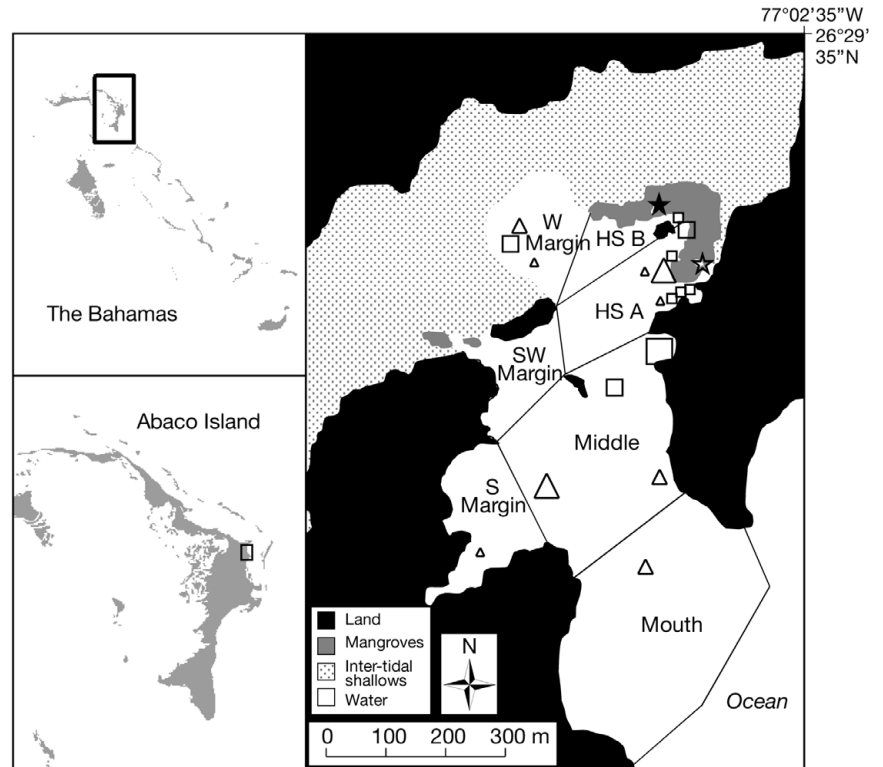 77°02’35”W
26°29’
35”N
The Bahamas
Abaco Island
W
Margin
HS B
HS A
SW
Margin
Middle
S
Margin
Mouth
Ocean
Land
Mangroves
Inter-tidal
shallows
Water
N
0 100 200 300 m